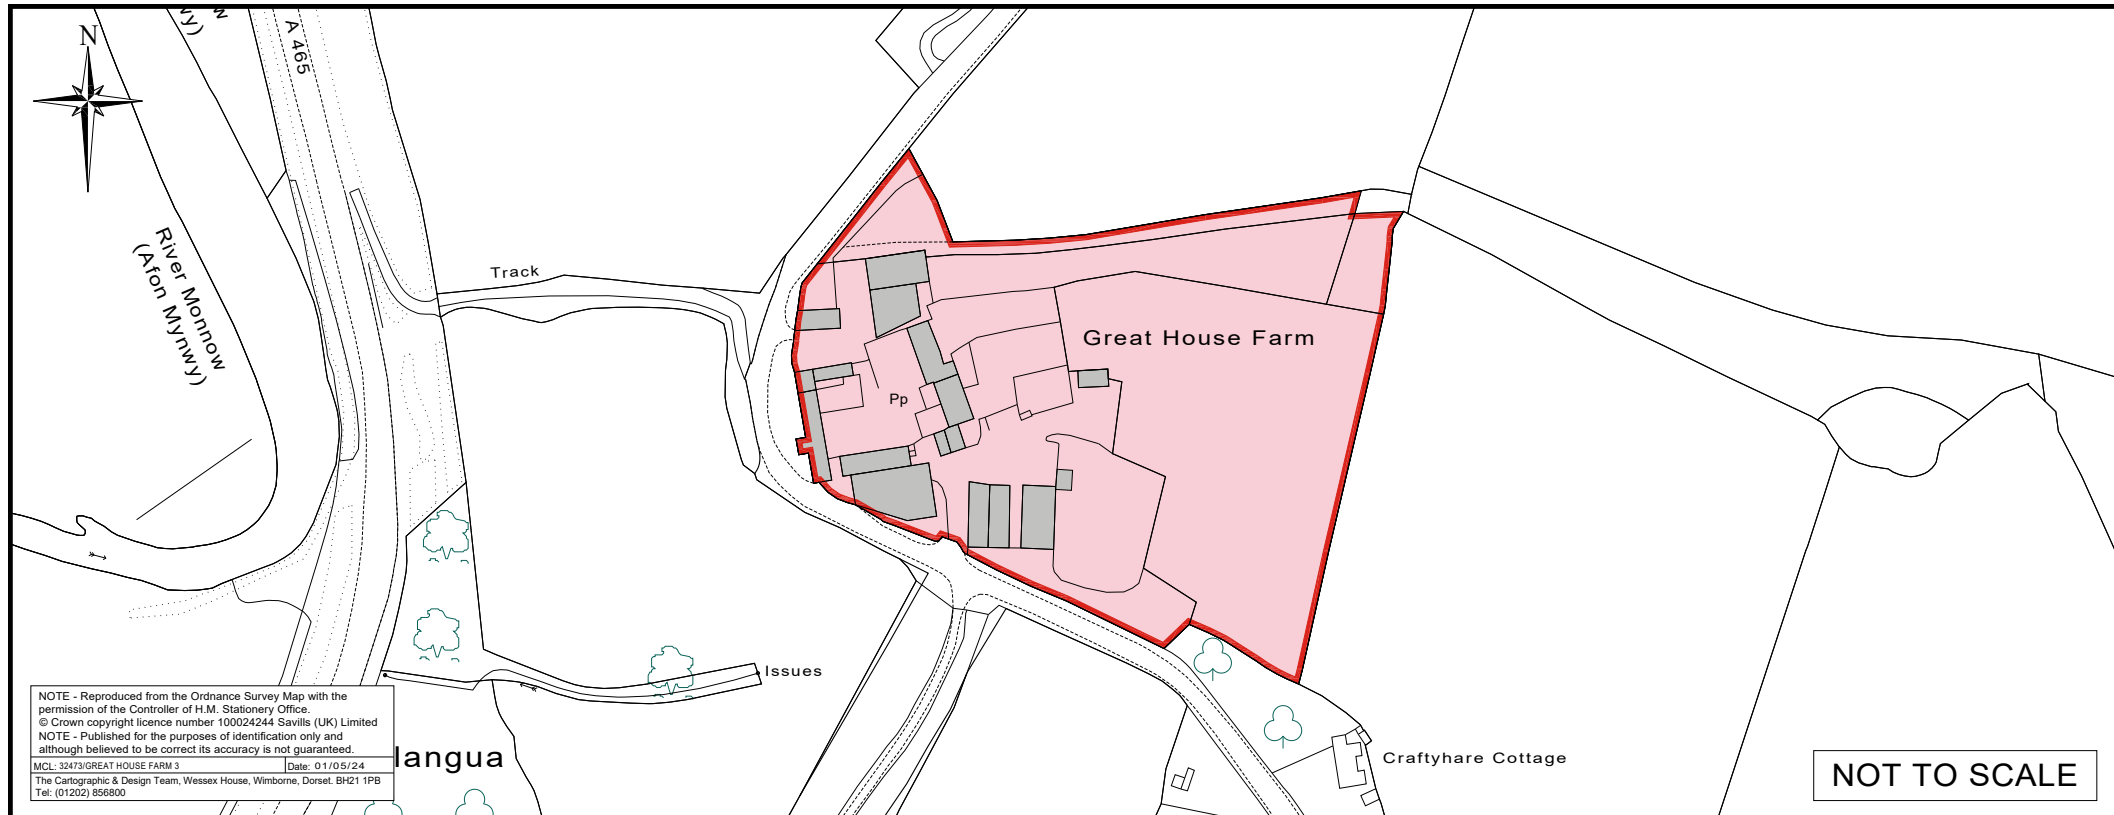 N
A 465
wy)
w
River Monnow
(Afon Mynwy)
Track
Great House Farm
Pp
Issues
langua
Craftyhare Cottage
NOTE - Reproduced from the Ordnance Survey Map with the
permission of the Controller of H.M. Stationery Office.
© Crown copyright licence number 100024244 Savills (UK) Limited
NOTE - Published for the purposes of identification only and
although believed to be correct its accuracy is not guaranteed.
MCL: 32473/GREAT HOUSE FARM 3
Date: 01/05/24
The Cartographic & Design Team, Wessex House, Wimborne, Dorset. BH21 1PB
Tel: (01202) 856800
NOT TO SCALE